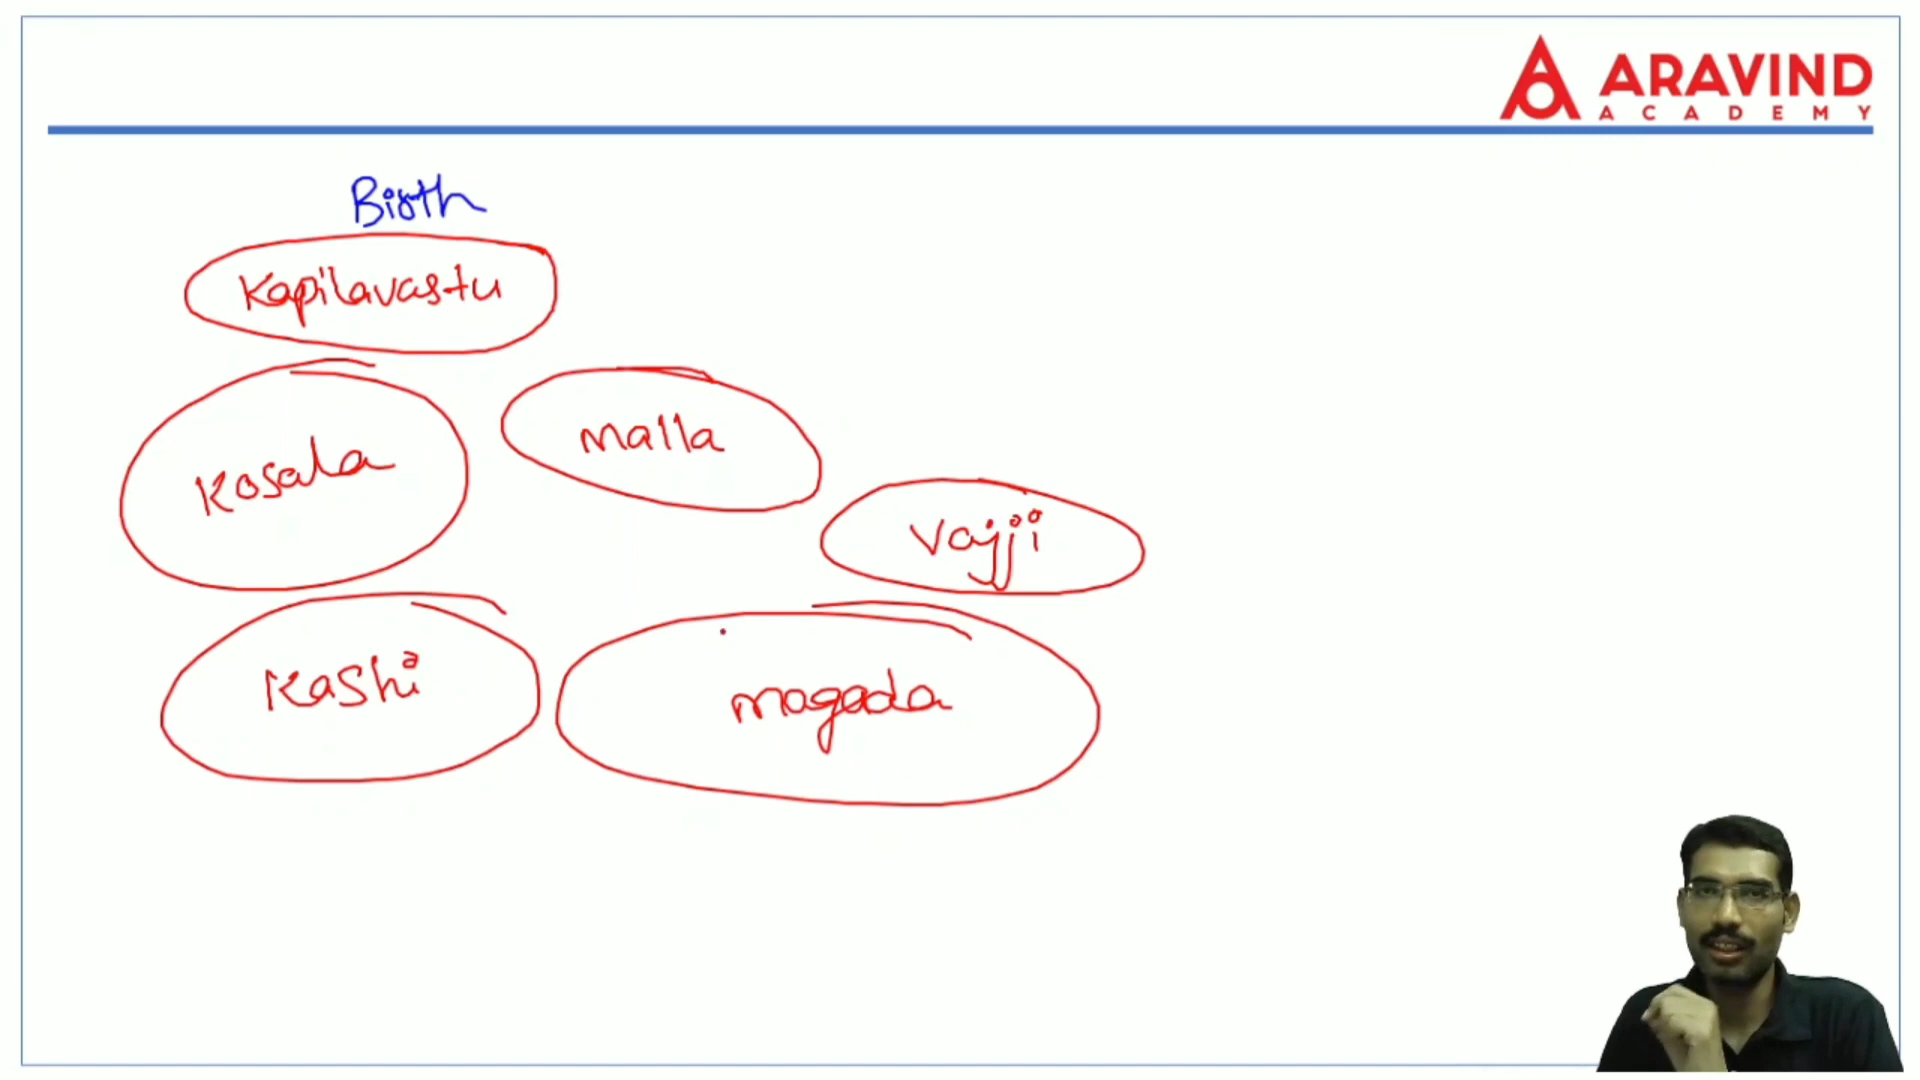 ARAVIND
ACADEMY
Birth
Kapilavastu
Kosala
malla
Vajji
Kashi
magada